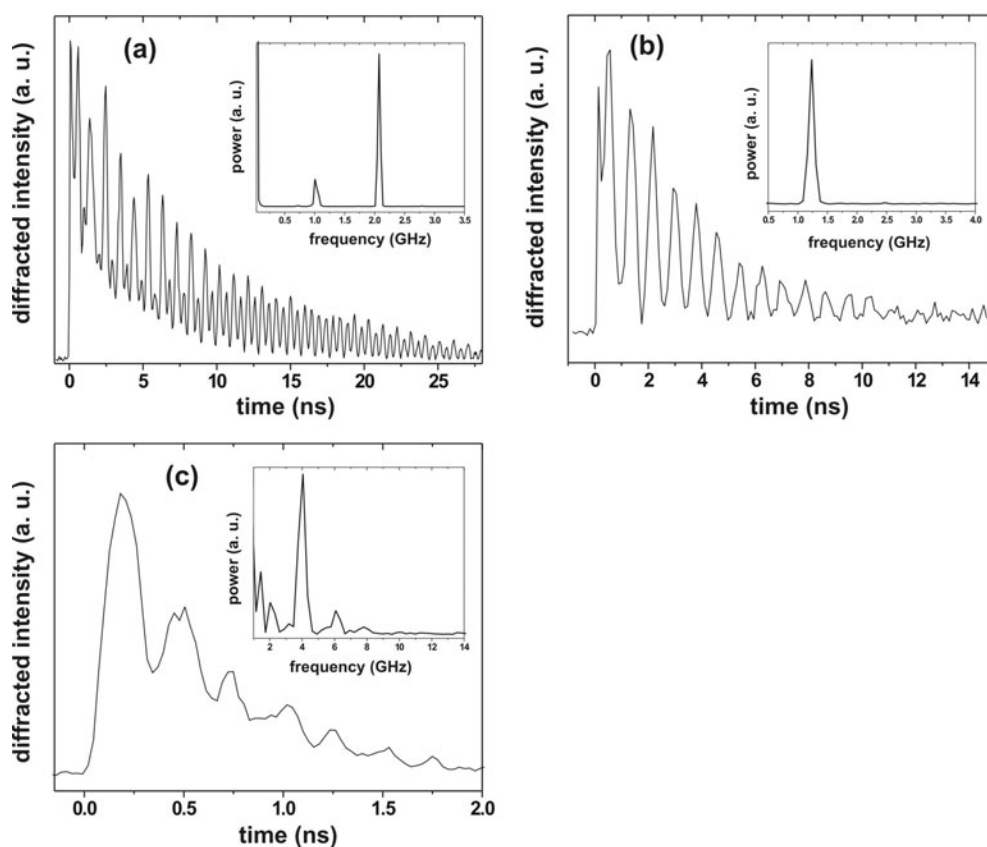 (a)
diffracted intensity (a. u.)
power (a. u.)
0.5 1.0 1.5 2.0 2.5 3.0 3.5
frequency (GHz)
0 5 10 15 20 25
time (ns)
(b)
diffracted intensity (a. u.)
power (a. u.)
0.5 1.0 1.5 2.0 2.5 3.0 3.5 4.0
frequency (GHz)
0 2 4 6 8 10 12 14
time (ns)
(c)
diffracted intensity (a. u.)
power (a. u.)
2 4 6 8 10 12 14
frequency (GHz)
0.0 0.5 1.0 1.5 2.0
time (ns)